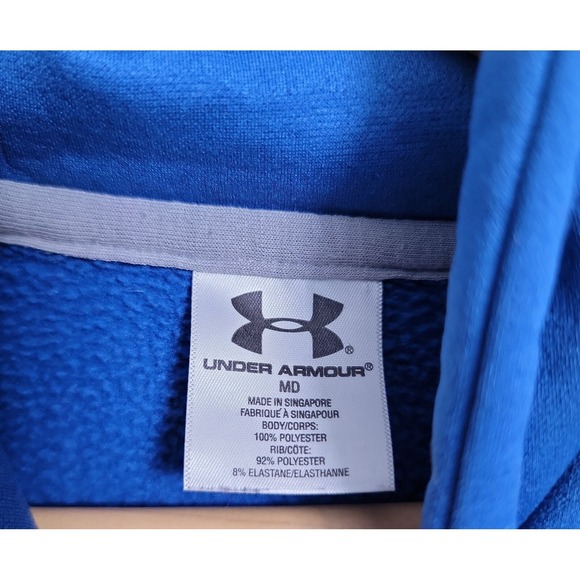 UNDER ARMOUR®
MD
MADE IN SINGAPORE
FABRIQUÉ À SINGAPOUR
BODY/CORPS:
100% POLYESTER
RIB/CÔTE:
92% POLYESTER
8% ELASTANE/ELASTHANNE